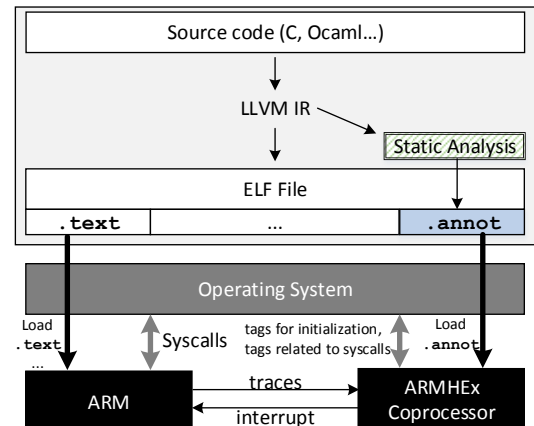 Source code (C, Ocaml...)
LLVM IR
Static Analysis
ELF File
.text
...
.annot
Operating System
Load
.text
...
Syscalls
tags for initialization,
tags related to syscalls
Load
.annot
ARM
traces
interrupt
ARMHEx
Coprocessor